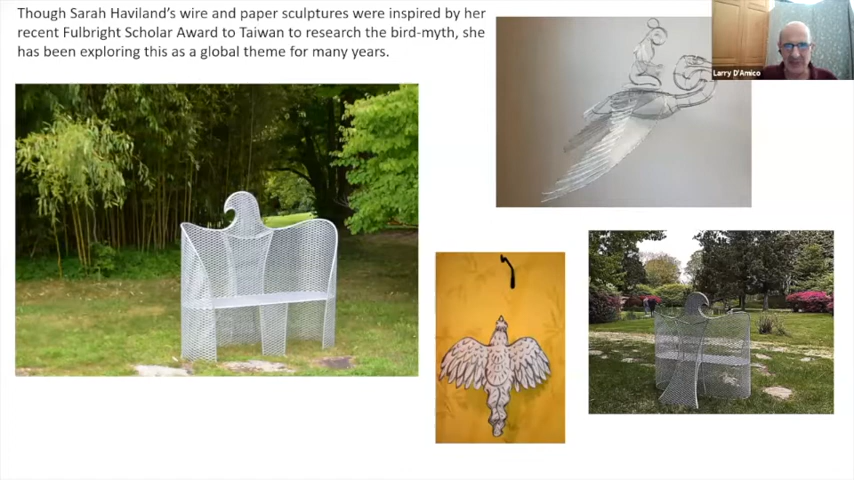 Though Sarah Haviland’s wire and paper sculptures were inspired by her
recent Fulbright Scholar Award to Taiwan to research the bird-myth, she
has been exploring this as a global theme for many years.
Larry D'Amico